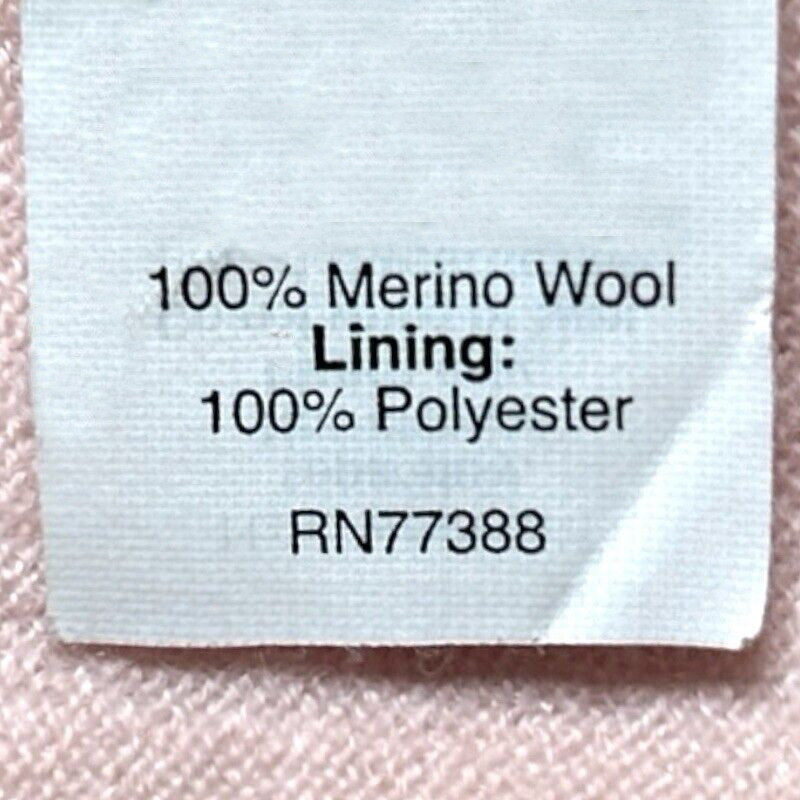 100% Merino Wool
Lining:
100% Polyester
RN77388